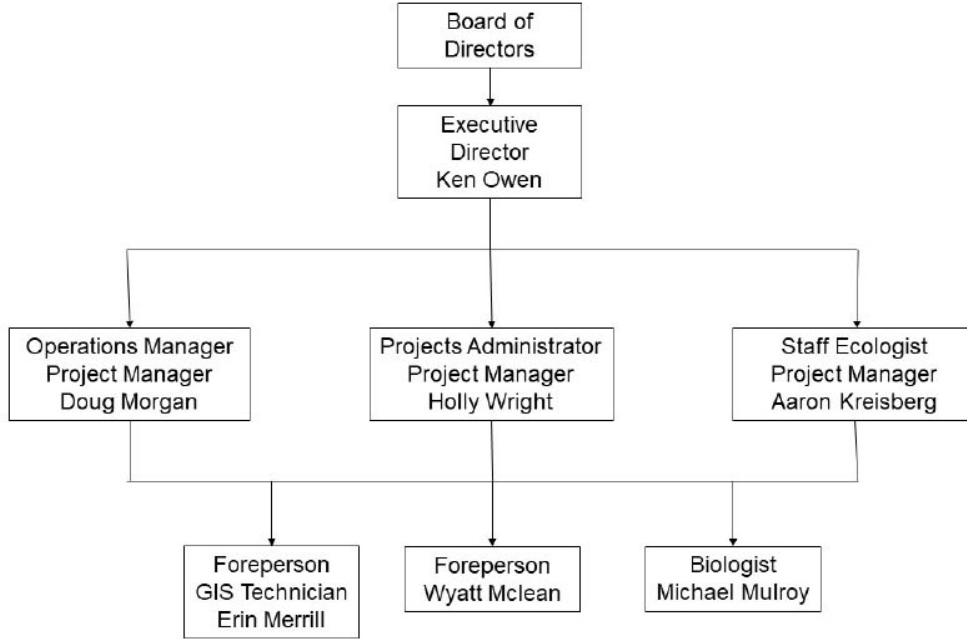 Board of
Directors
Executive
Director
Ken Owen
Operations Manager
Project Manager
Doug Morgan
Projects Administrator
Project Manager
Holly Wright
Staff Ecologist
Project Manager
Aaron Kreisberg
Foreperson
GIS Technician
Erin Merrill
Foreperson
Wyatt Mclean
Biologist
Michael Mulroy